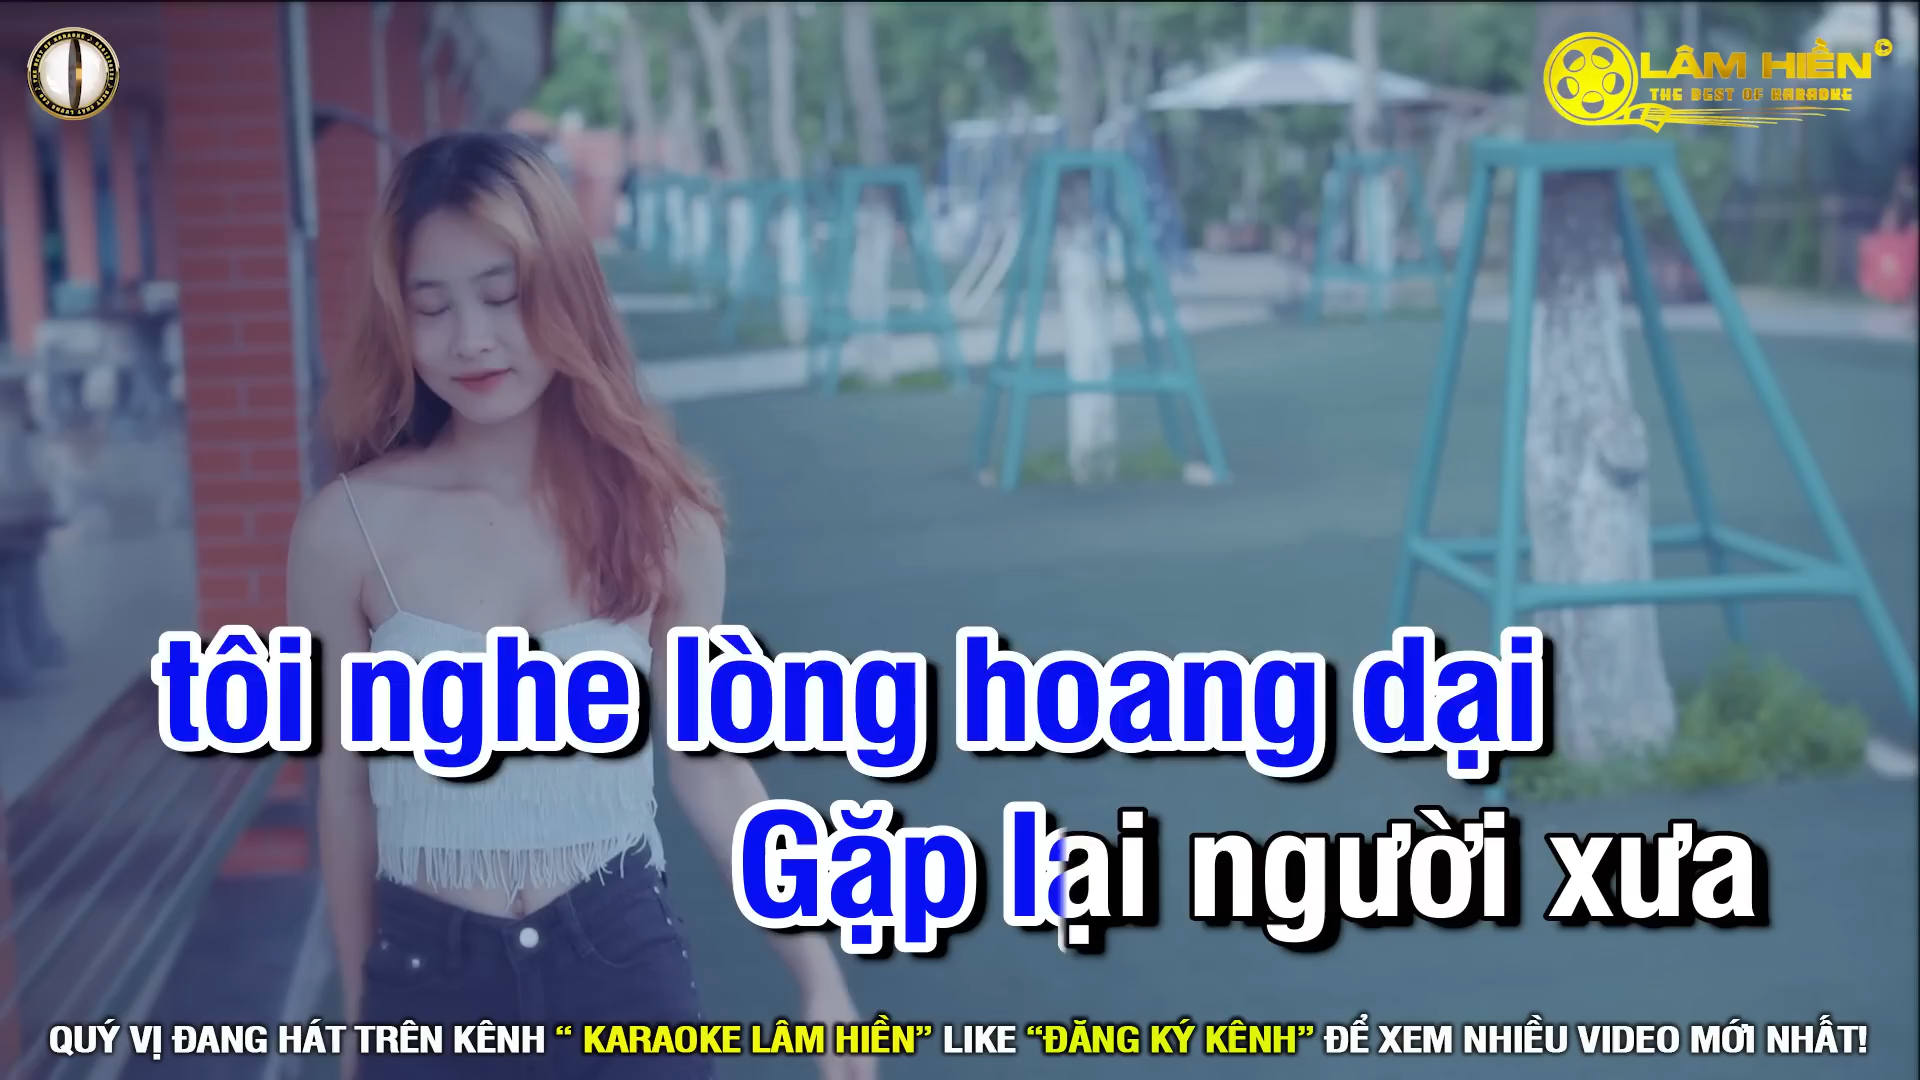 LÂM HIỀN©
THE BEST OF KARAOKE
tôi nghe lòng hoang dại
Gặp lại người xưa
QUÝ VỊ ĐANG HÁT TRÊN KÊNH “ KARAOKE LÂM HIỀN” LIKE “ĐĂNG KÝ KÊNH” ĐỂ XEM NHIỀU VIDEO MỚI NHẤT!